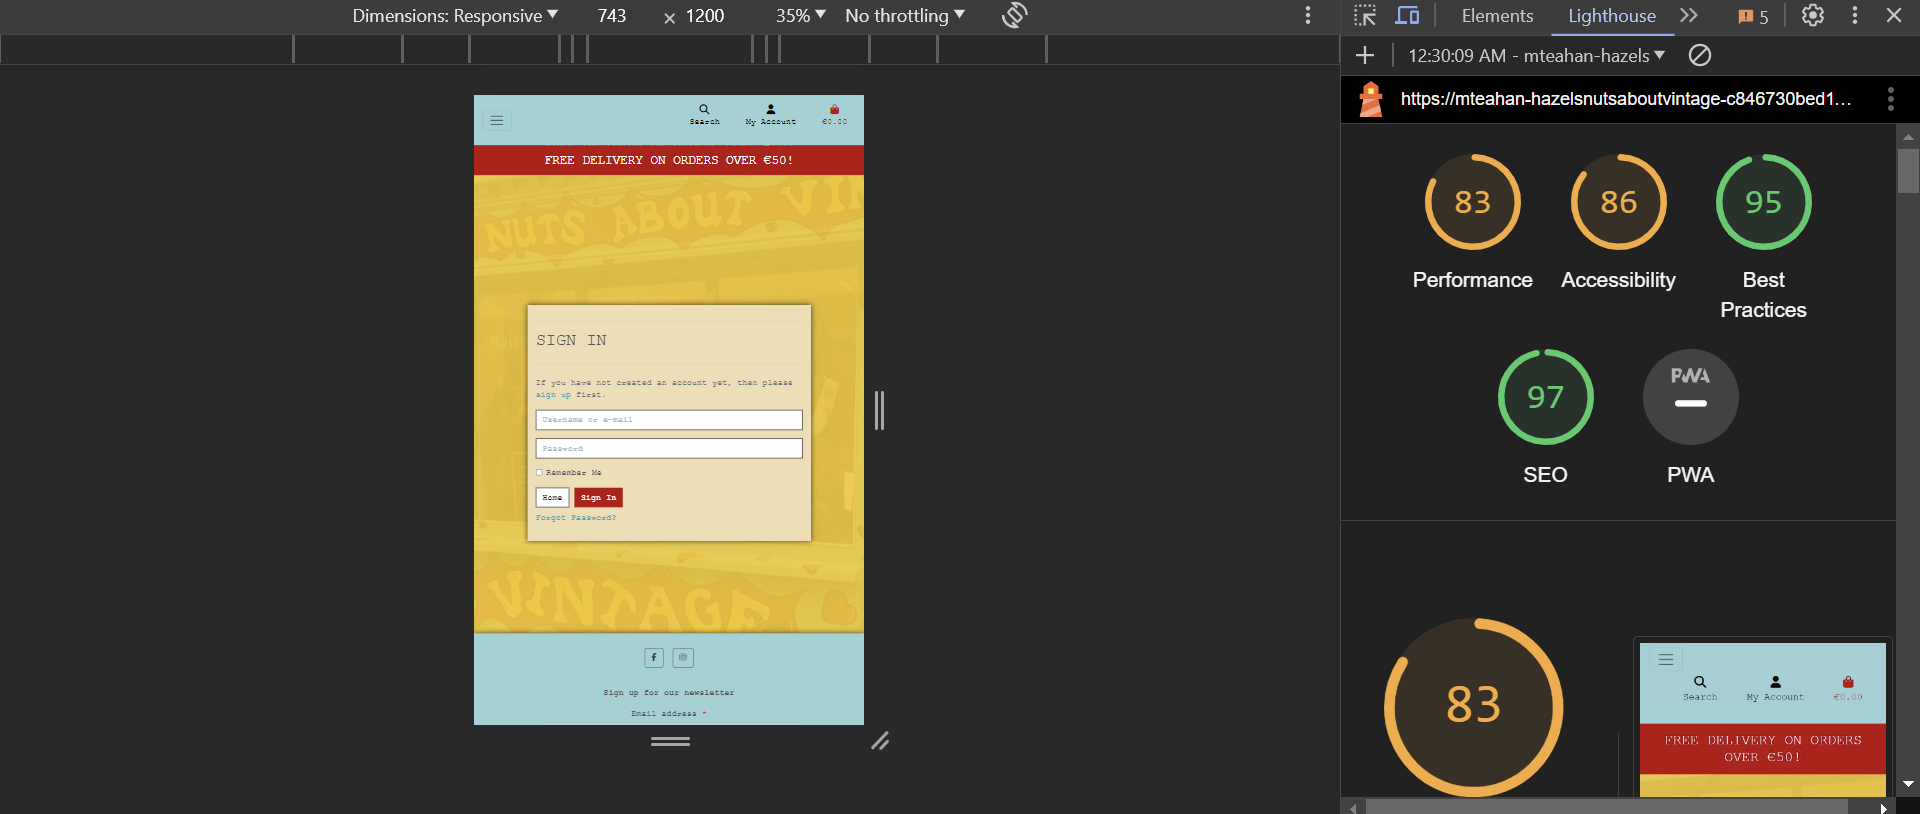 Dimensions: Responsive 743 × 1200 35% No throttling
Elements Lighthouse 5
12:30:09 AM - mteahan-hazels
https://mteahan-hazelsnutsaboutvintage-c846730bed1…
Search My Account €0.00
FREE DELIVERY ON ORDERS OVER €50!
NUTS ABOUT VIN
SIGN IN
If you have not created an account yet, then please
sign up first.
Username or e-mail
Password
Remember Me
Home Sign In
Forgot Password?
VINTAGE
Sign up for our newsletter
Email address *
83 86 95
Performance Accessibility Best
Practices
97 PWA
SEO PWA
83
Search My Account €0.00
FREE DELIVERY ON ORDERS
OVER €50!